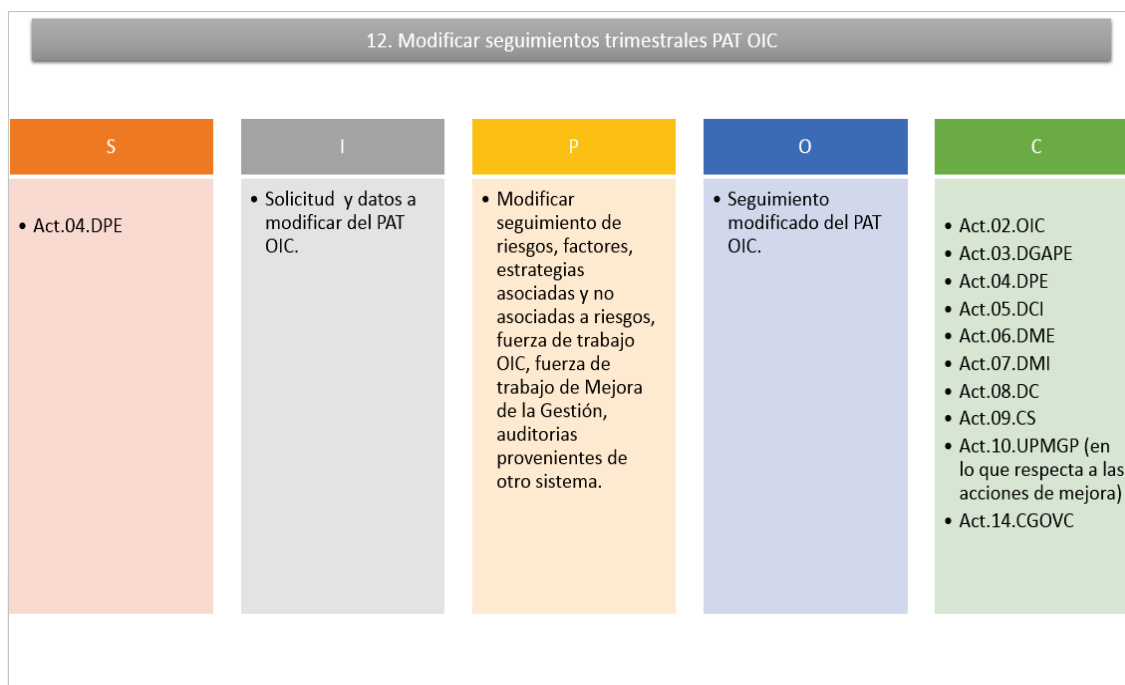 12. Modificar seguimientos trimestrales PAT OIC
S
• Act.04.DPE
I
• Solicitud y datos a
modificar del PAT
OIC.
P
• Modificar
seguimiento de
riesgos, factores,
estrategias
asociadas y no
asociadas a riesgos,
fuerza de trabajo
OIC, fuerza de
trabajo de Mejora
de la Gestión,
auditorias
provenientes de
otro sistema.
O
• Seguimiento
modificado del PAT
OIC.
C
• Act.02.OIC
• Act.03.DGAPE
• Act.04.DPE
• Act.05.DCI
• Act.06.DME
• Act.07.DMI
• Act.08.DC
• Act.09.CS
• Act.10.UPMGP (en
lo que respecta a las
acciones de mejora)
• Act.14.CGOVC